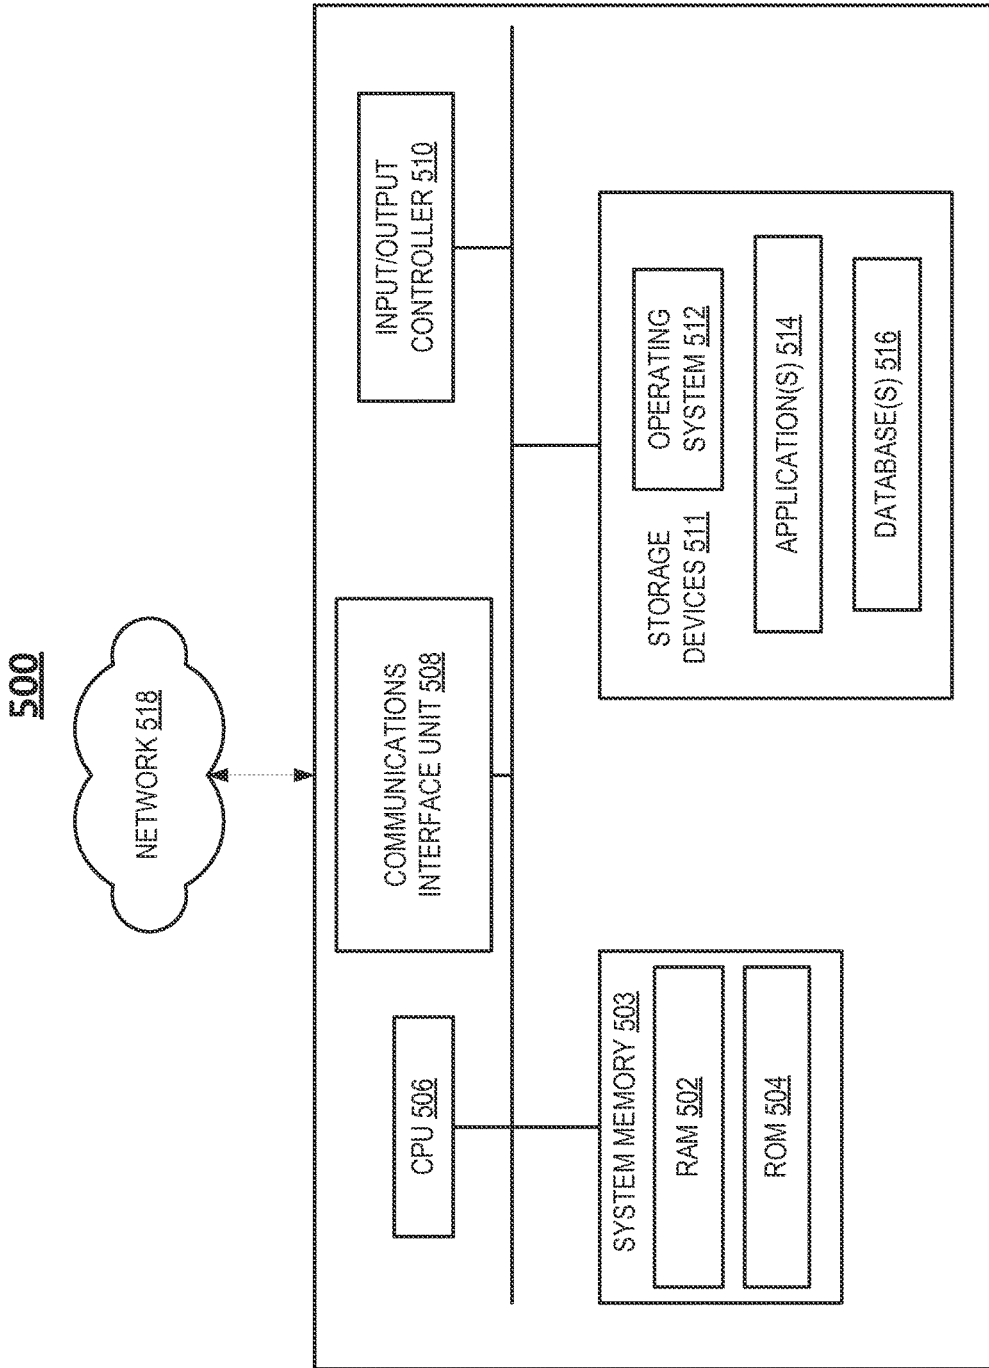 500
NETWORK 518
CPU 506
COMMUNICATIONS
INTERFACE UNIT 508
INPUT/OUTPUT
CONTROLLER 510
SYSTEM MEMORY 503
RAM 502
ROM 504
STORAGE
DEVICES 511
OPERATING
SYSTEM 512
APPLICATION(S) 514
DATABASE(S) 516